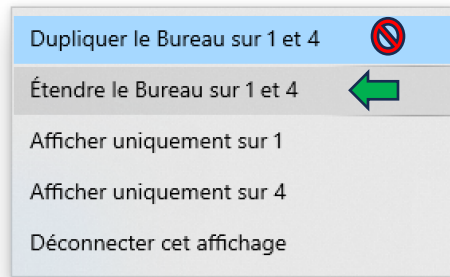 Dupliquer le Bureau sur 1 et 4
Étendre le Bureau sur 1 et 4
Afficher uniquement sur 1
Afficher uniquement sur 4
Déconnecter cet affichage